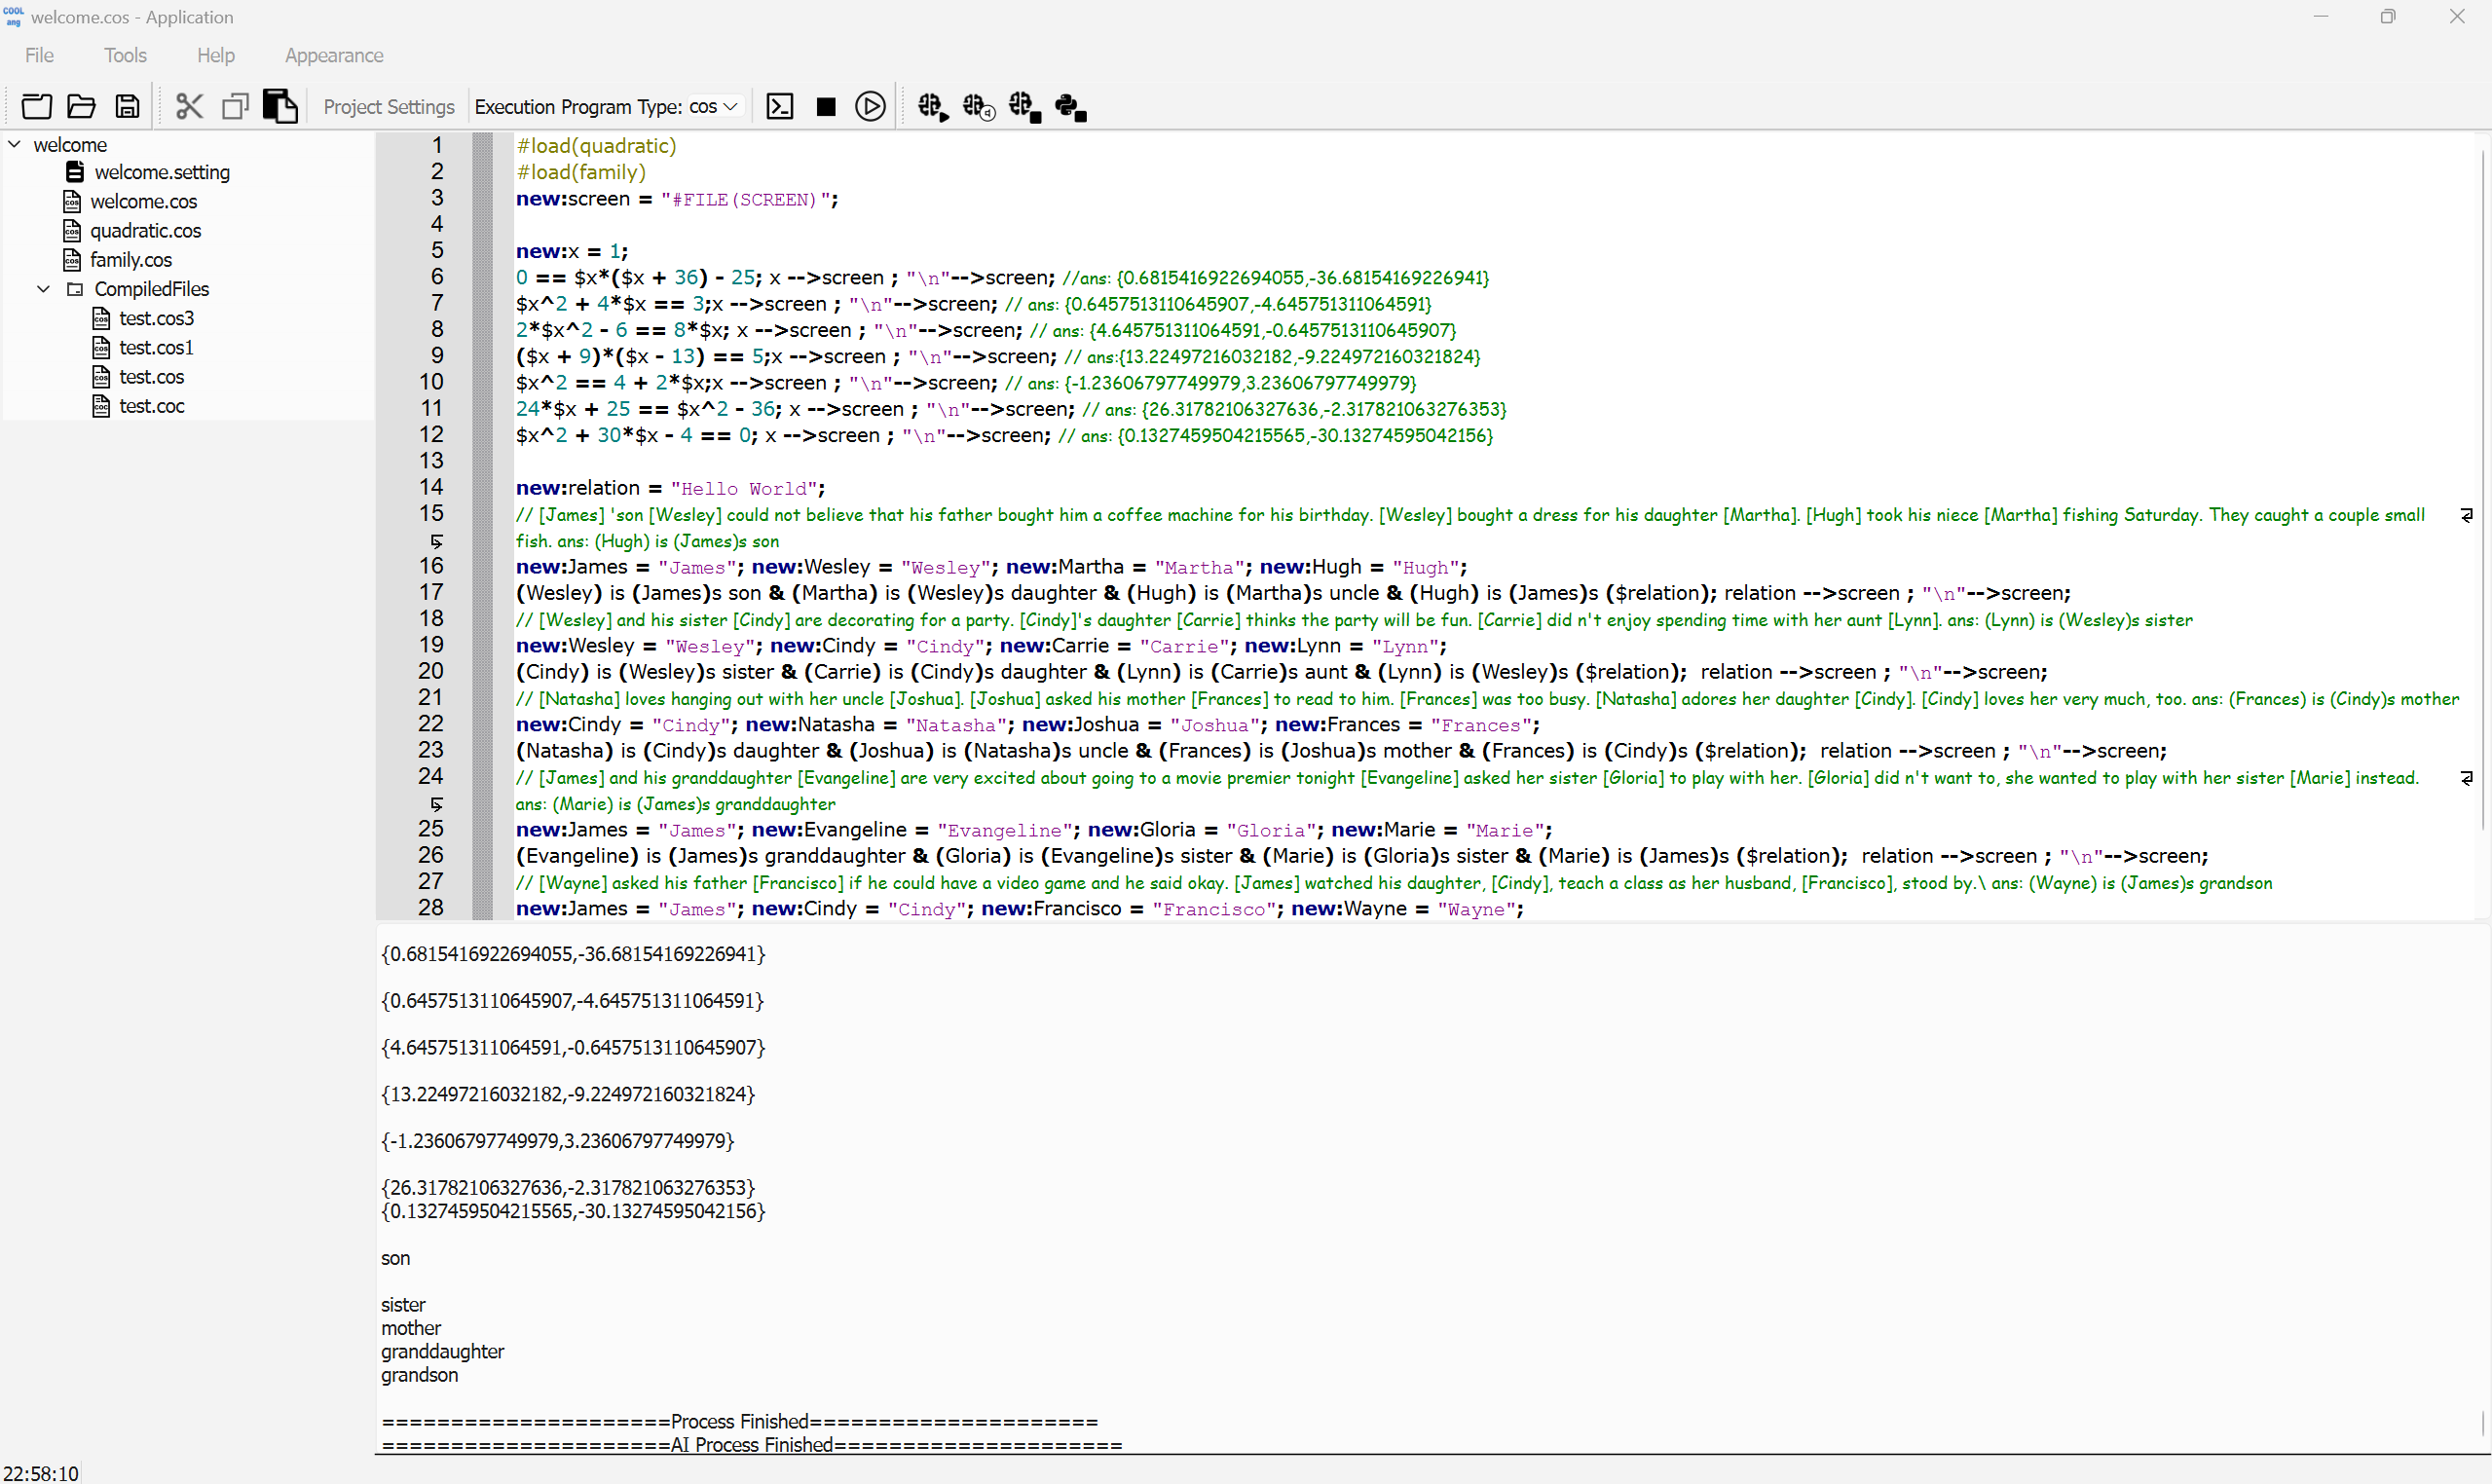 COOL
ang
welcome.cos - Application
File Tools Help Appearance
Project Settings Execution Program Type: cos
welcome
welcome.setting
welcome.cos
quadratic.cos
family.cos
CompiledFiles
test.cos3
test.cos1
test.cos
test.coc
1 #load(quadratic)
2 #load(family)
3 new:screen = "#FILE(SCREEN)";
4
5 new:x = 1;
6 0 == $x*($x + 36) - 25; x -->screen ; "\n"-->screen; //ans: {0.6815416922694055,-36.68154169226941}
7 $x^2 + 4*$x == 3;x -->screen ; "\n"-->screen; // ans: {0.6457513110645907,-4.645751311064591}
8 2*$x^2 - 6 == 8*$x; x -->screen ; "\n"-->screen; // ans: {4.645751311064591,-0.6457513110645907}
9 ($x + 9)*($x - 13) == 5;x -->screen ; "\n"-->screen; // ans:{13.22497216032182,-9.224972160321824}
10 $x^2 == 4 + 2*$x;x -->screen ; "\n"-->screen; // ans: {-1.23606797749979,3.23606797749979}
11 24*$x + 25 == $x^2 - 36; x -->screen ; "\n"-->screen; // ans: {26.31782106327636,-2.317821063276353}
12 $x^2 + 30*$x - 4 == 0; x -->screen ; "\n"-->screen; // ans: {0.1327459504215565,-30.13274595042156}
13
14 new:relation = "Hello World";
15 // [James] 'son [Wesley] could not believe that his father bought him a coffee machine for his birthday. [Wesley] bought a dress for his daughter [Martha]. [Hugh] took his niece [Martha] fishing Saturday. They caught a couple small
fish. ans: (Hugh) is (James)s son
16 new:James = "James"; new:Wesley = "Wesley"; new:Martha = "Martha"; new:Hugh = "Hugh";
17 (Wesley) is (James)s son & (Martha) is (Wesley)s daughter & (Hugh) is (Martha)s uncle & (Hugh) is (James)s ($relation); relation -->screen ; "\n"-->screen;
18 // [Wesley] and his sister [Cindy] are decorating for a party. [Cindy]'s daughter [Carrie] thinks the party will be fun. [Carrie] did n't enjoy spending time with her aunt [Lynn]. ans: (Lynn) is (Wesley)s sister
19 new:Wesley = "Wesley"; new:Cindy = "Cindy"; new:Carrie = "Carrie"; new:Lynn = "Lynn";
20 (Cindy) is (Wesley)s sister & (Carrie) is (Cindy)s daughter & (Lynn) is (Carrie)s aunt & (Lynn) is (Wesley)s ($relation); relation -->screen ; "\n"-->screen;
21 // [Natasha] loves hanging out with her uncle [Joshua]. [Joshua] asked his mother [Frances] to read to him. [Frances] was too busy. [Natasha] adores her daughter [Cindy]. [Cindy] loves her very much, too. ans: (Frances) is (Cindy)s mother
22 new:Cindy = "Cindy"; new:Natasha = "Natasha"; new:Joshua = "Joshua"; new:Frances = "Frances";
23 (Natasha) is (Cindy)s daughter & (Joshua) is (Natasha)s uncle & (Frances) is (Joshua)s mother & (Frances) is (Cindy)s ($relation); relation -->screen ; "\n"-->screen;
24 // [James] and his granddaughter [Evangeline] are very excited about going to a movie premier tonight [Evangeline] asked her sister [Gloria] to play with her. [Gloria] did n't want to, she wanted to play with her sister [Marie] instead.
ans: (Marie) is (James)s granddaughter
25 new:James = "James"; new:Evangeline = "Evangeline"; new:Gloria = "Gloria"; new:Marie = "Marie";
26 (Evangeline) is (James)s granddaughter & (Gloria) is (Evangeline)s sister & (Marie) is (Gloria)s sister & (Marie) is (James)s ($relation); relation -->screen ; "\n"-->screen;
27 // [Wayne] asked his father [Francisco] if he could have a video game and he said okay. [James] watched his daughter, [Cindy], teach a class as her husband, [Francisco], stood by.\ ans: (Wayne) is (James)s grandson
28 new:James = "James"; new:Cindy = "Cindy"; new:Francisco = "Francisco"; new:Wayne = "Wayne";
{0.6815416922694055,-36.68154169226941}
{0.6457513110645907,-4.645751311064591}
{4.645751311064591,-0.6457513110645907}
{13.22497216032182,-9.224972160321824}
{-1.23606797749979,3.23606797749979}
{26.31782106327636,-2.317821063276353}
{0.1327459504215565,-30.13274595042156}
son
sister
mother
granddaughter
grandson
=====================Process Finished=====================
=====================AI Process Finished=====================
22:58:10